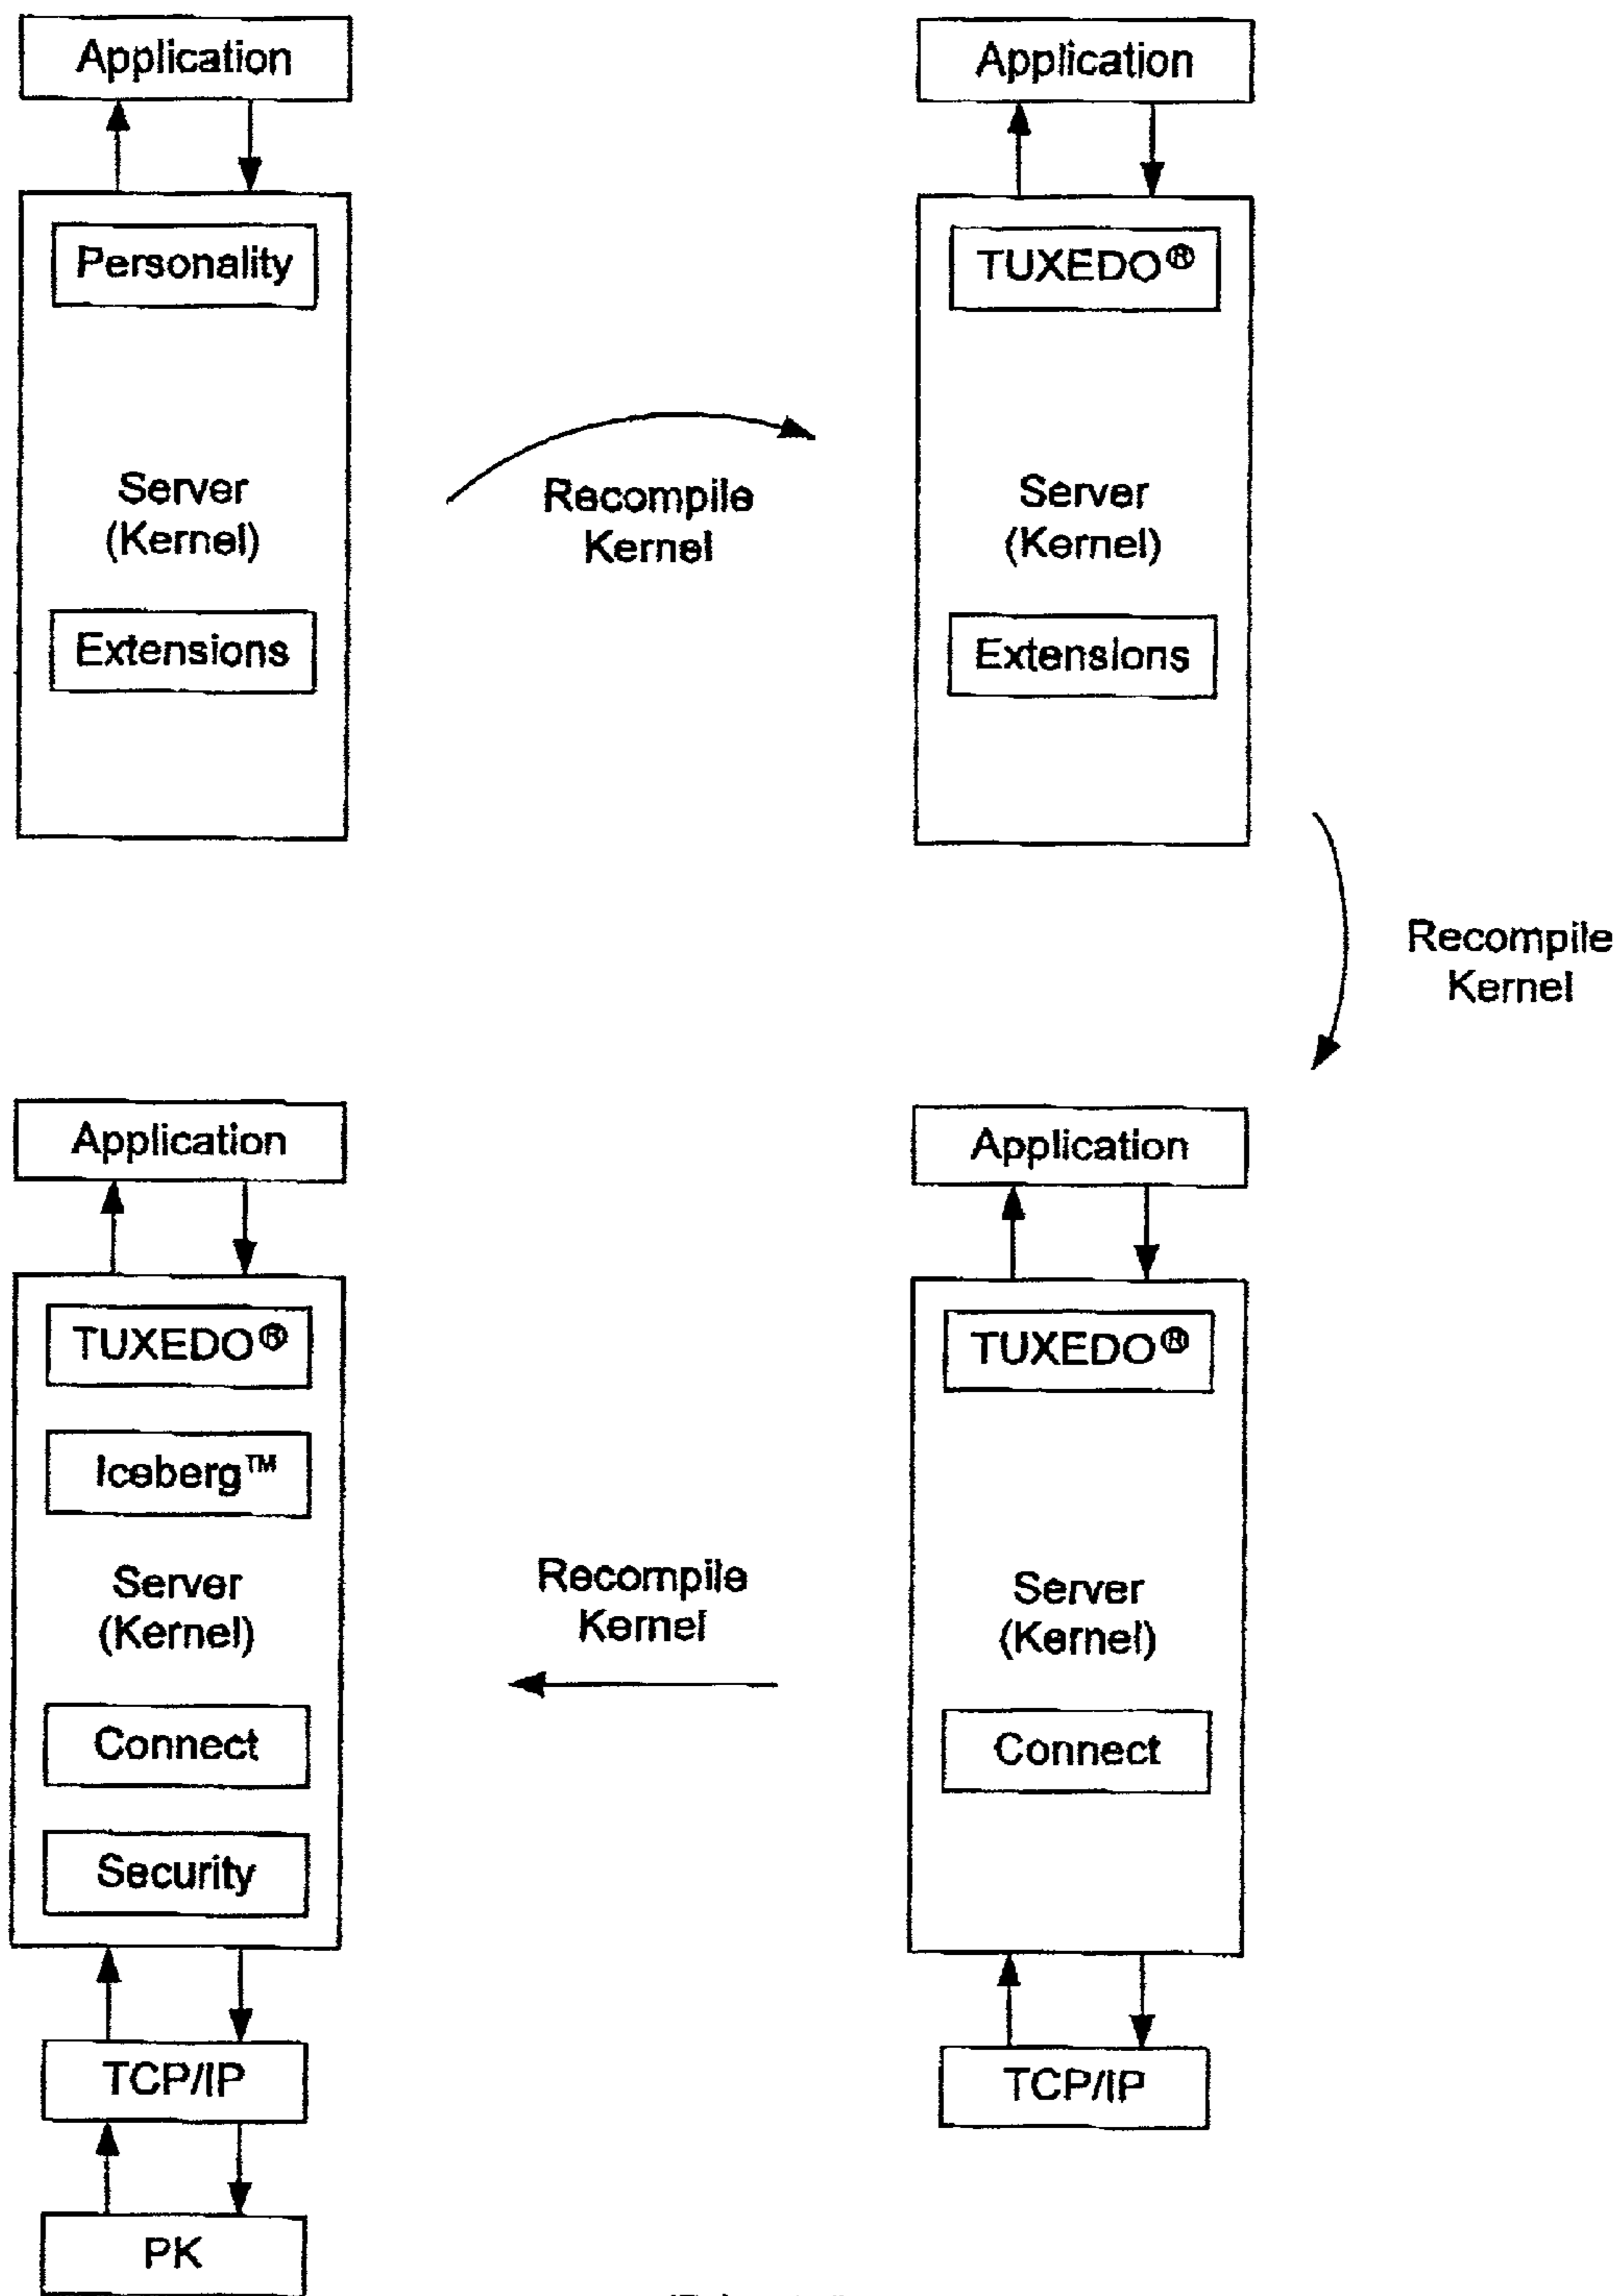 Application
Personality
Server
(Kernel)
Extensions
Recompile
Kernel
Application
TUXEDO®
Server
(Kernel)
Extensions
Recompile
Kernel
Application
TUXEDO®
Server
(Kernel)
Connect
TCP/IP
Recompile
Kernel
Application
TUXEDO®
Iceberg™
Server
(Kernel)
Connect
Security
TCP/IP
PK